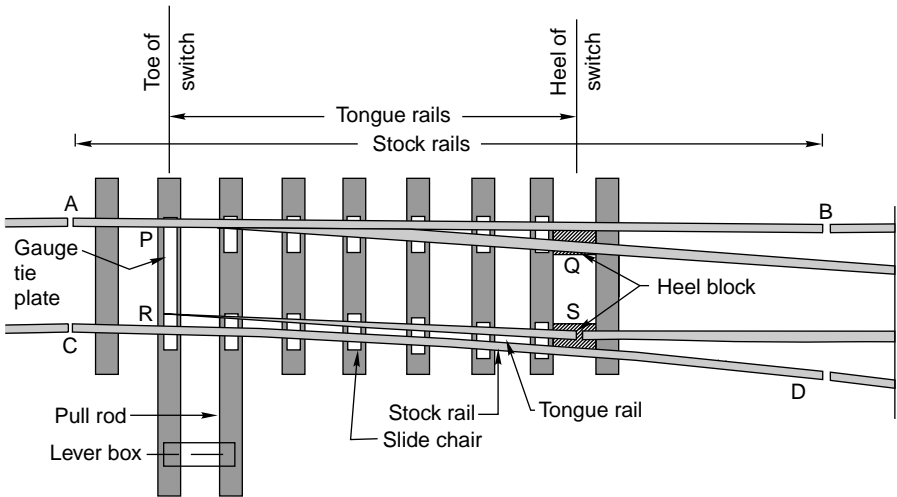 Toe of
switch
Heel of
switch
Tongue rails
Stock rails
A
B
P
Gauge
tie
plate
Q
Heel block
R
S
C
D
Pull rod
Stock rail
Tongue rail
Slide chair
Lever box